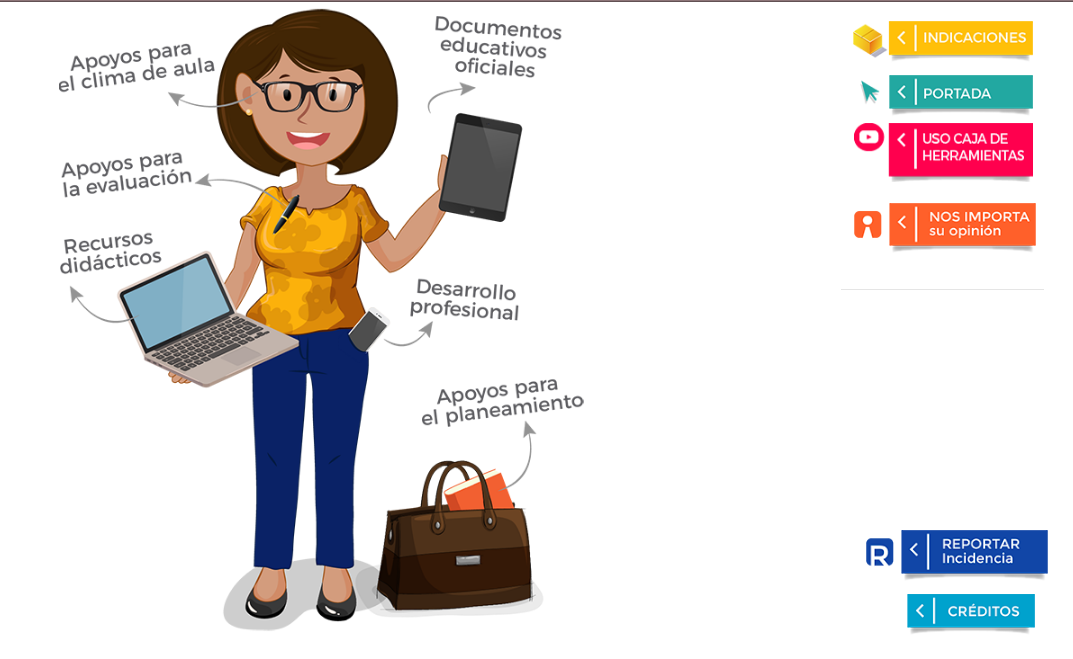 Apoyos para
el clima de aula
Documentos
educativos
oficiales
Apoyos para
la evaluación
Recursos
didácticos
Desarrollo
profesional
Apoyos para
el planeamiento
INDICACIONES
PORTADA
USO CAJA DE
HERRAMIENTAS
NOS IMPORTA
su opinión
R
REPORTAR
Incidencia
CRÉDITOS